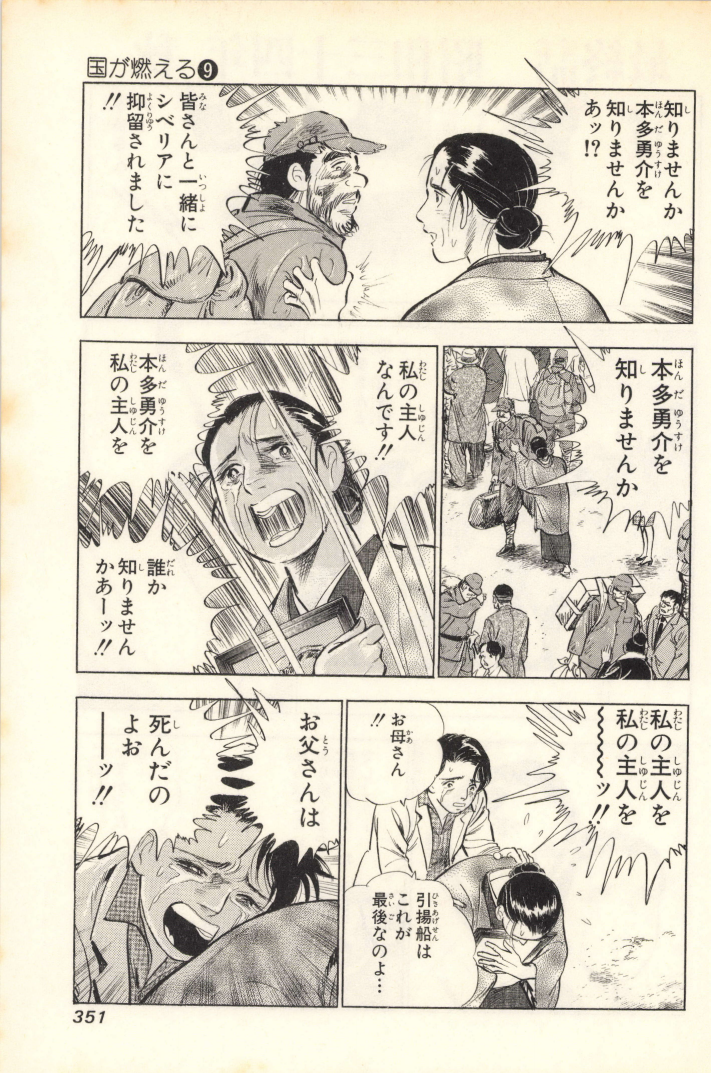 国が燃える9
知りませんか
本多勇介を
知りませんか
あッ!?
皆さんと一緒に
シベリアに
抑留されました
!!
本多勇介を
知りませんか
私の主人
なんです!!
本多勇介を
私の主人を
誰か
知りません
かあーッ!!
私の主人を
私の主人を
〜〜〜ッ!!
お母さん
!!
引揚船は
これが
最後なのよ…
お父さんは
死んだの
よお
──ッ!!
351